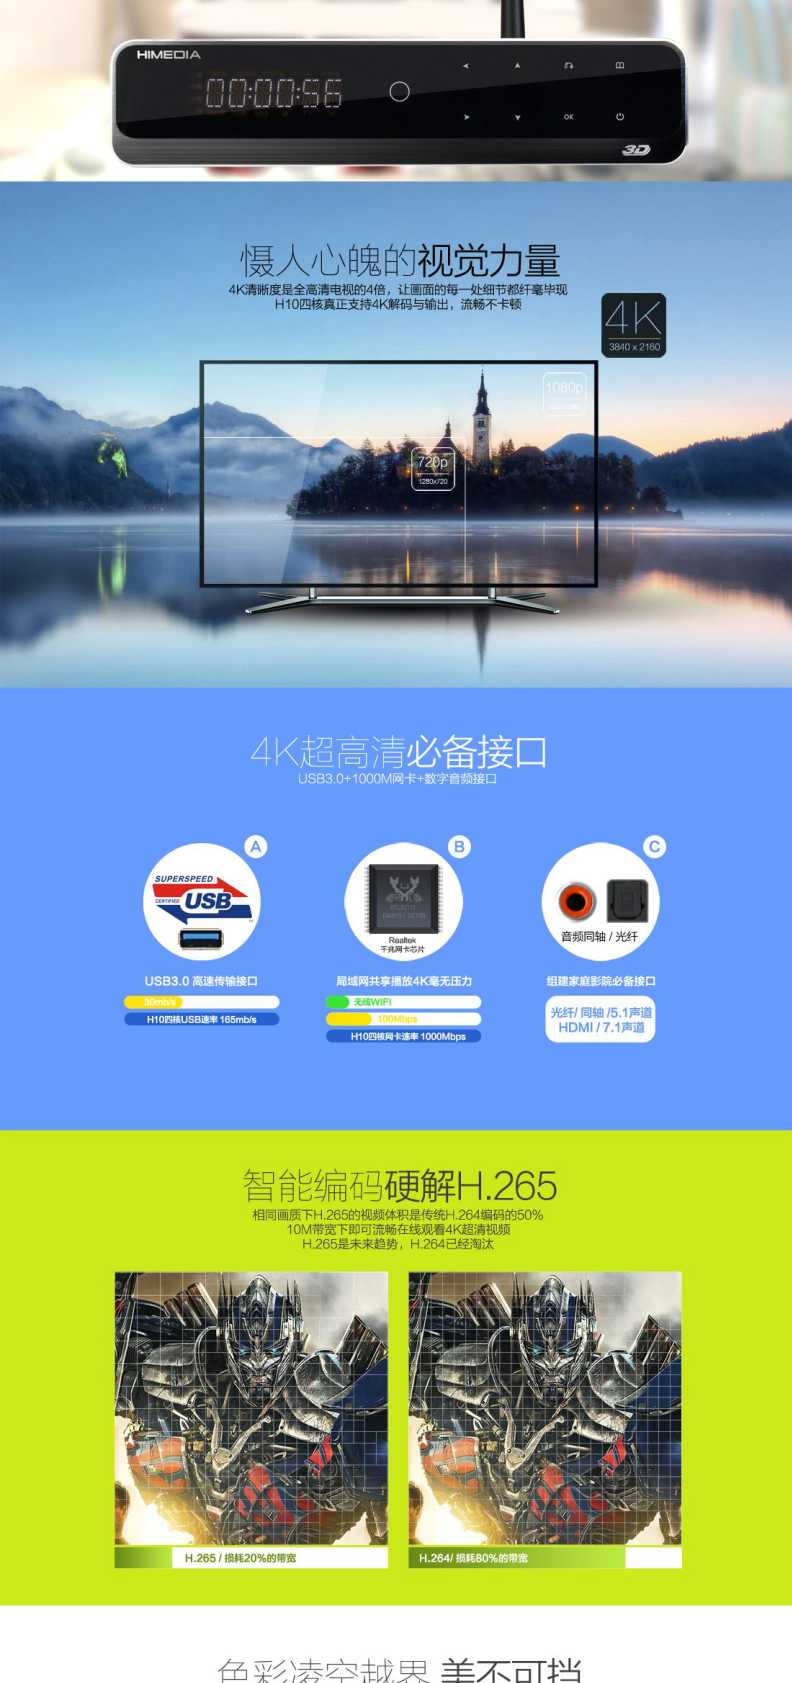 HIMEDIA
00:00:56
OK
3D
慑人心魄的视觉力量
4K清晰度是全高清电视的4倍，让画面的每一处细节都纤毫毕现
H10四核真正支持4K解码与输出，流畅不卡顿
4K
3840 x 2160
1080p
720p
1280x720
4K超高清必备接口
USB3.0+1000M网卡+数字音频接口
A
B
C
SUPERSPEED
CERTIFIED USB
Realtek
千兆网卡芯片
音频同轴 / 光纤
USB3.0 高速传输接口
局域网共享播放4K毫无压力
组建家庭影院必备接口
30mb/s
H10四核USB速率 165mb/s
无线WIFI
100Mbps
H10四核网卡速率 1000Mbps
光纤/ 同轴 /5.1声道
HDMI / 7.1声道
智能编码硬解H.265
相同画质下H.265的视频体积是传统H.264编码的50%
10M带宽下即可流畅在线观看4K超清视频
H.265是未来趋势，H.264已经淘汰
H.265 / 损耗20%的带宽
H.264/ 损耗80%的带宽
色彩凌空越界 美不可挡